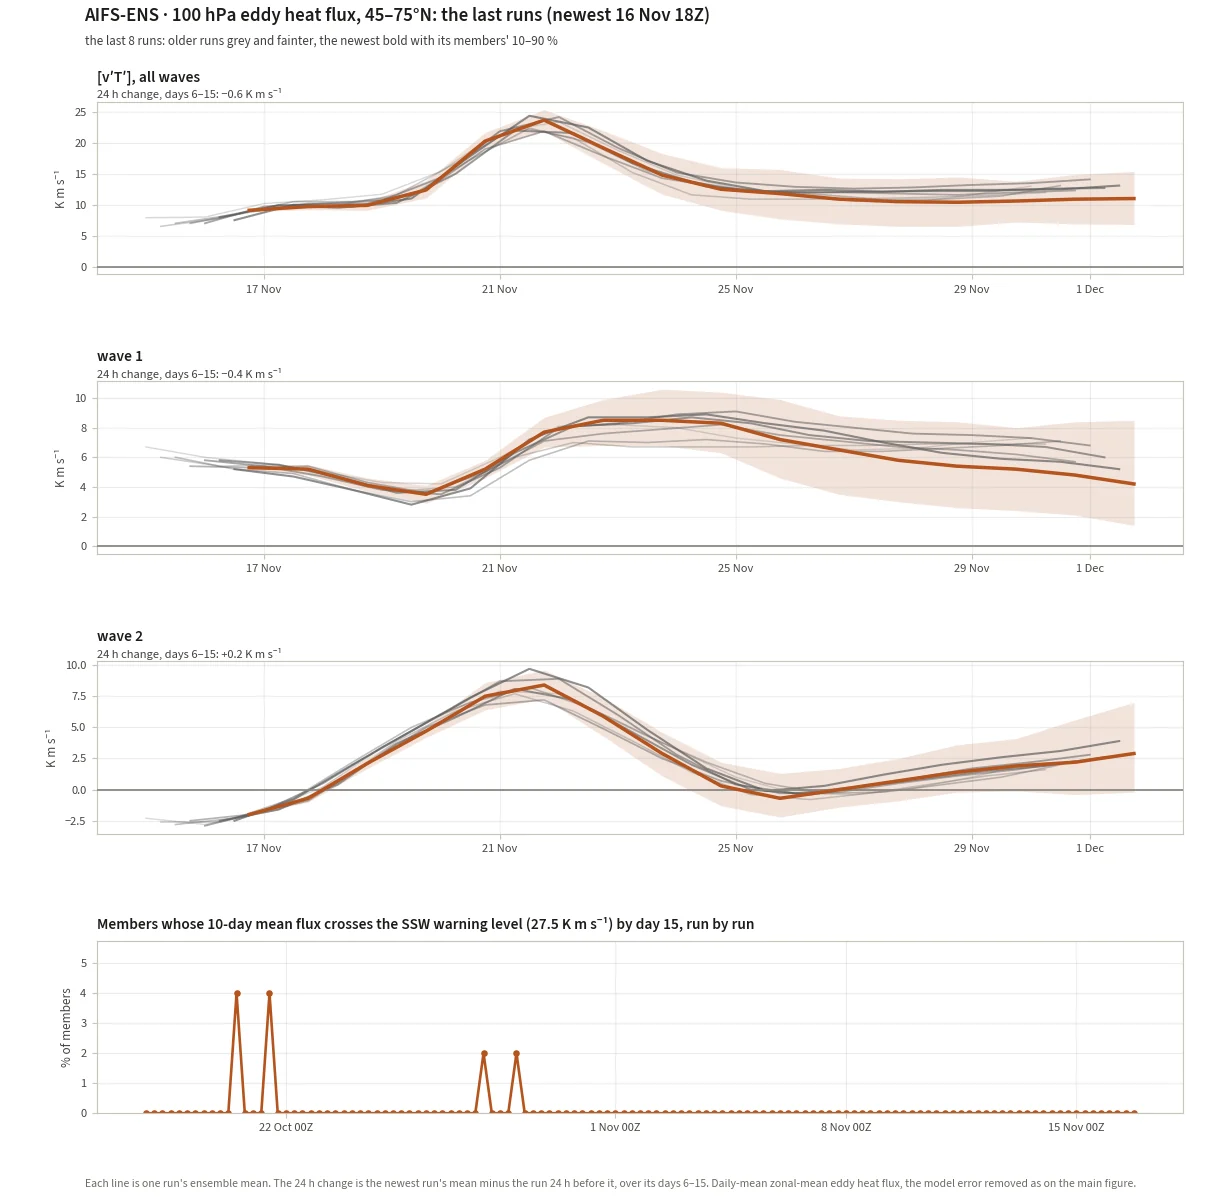 AIFS-ENS · 100 hPa eddy heat flux, 45–75°N: the last runs (newest 16 Nov 18Z)
the last 8 runs: older runs grey and fainter, the newest bold with its members' 10–90 %
[v′T′], all waves
24 h change, days 6–15: −0.6 K m s⁻¹
25
20
15
10
5
0
K m s⁻¹
17 Nov
21 Nov
25 Nov
29 Nov
1 Dec
wave 1
24 h change, days 6–15: −0.4 K m s⁻¹
10
8
6
4
2
0
K m s⁻¹
17 Nov
21 Nov
25 Nov
29 Nov
1 Dec
wave 2
24 h change, days 6–15: +0.2 K m s⁻¹
10.0
7.5
5.0
2.5
0.0
−2.5
K m s⁻¹
17 Nov
21 Nov
25 Nov
29 Nov
1 Dec
Members whose 10-day mean flux crosses the SSW warning level (27.5 K m s⁻¹) by day 15, run by run
5
4
3
2
1
0
% of members
22 Oct 00Z
1 Nov 00Z
8 Nov 00Z
15 Nov 00Z
Each line is one run's ensemble mean. The 24 h change is the newest run's mean minus the run 24 h before it, over its days 6–15. Daily-mean zonal-mean eddy heat flux, the model error removed as on the main figure.